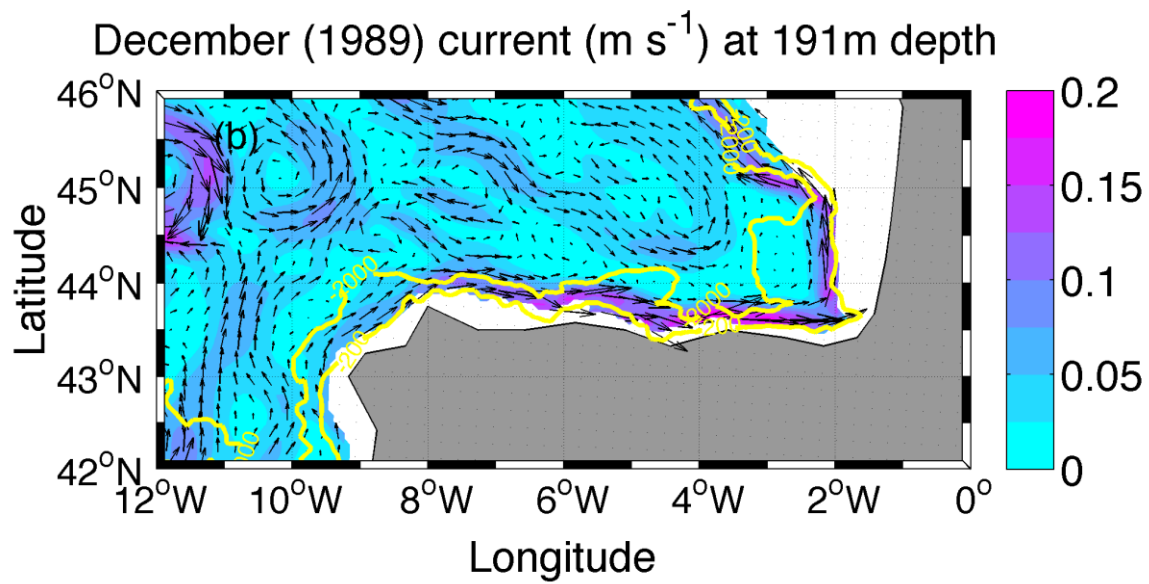 December (1989) current (m s⁻¹) at 191m depth
(b)
46°N
45°N
44°N
43°N
42°N
Latitude
12°W 10°W 8°W 6°W 4°W 2°W 0°
Longitude
0.2
0.15
0.1
0.05
0
-2000
-200
-2000
-200